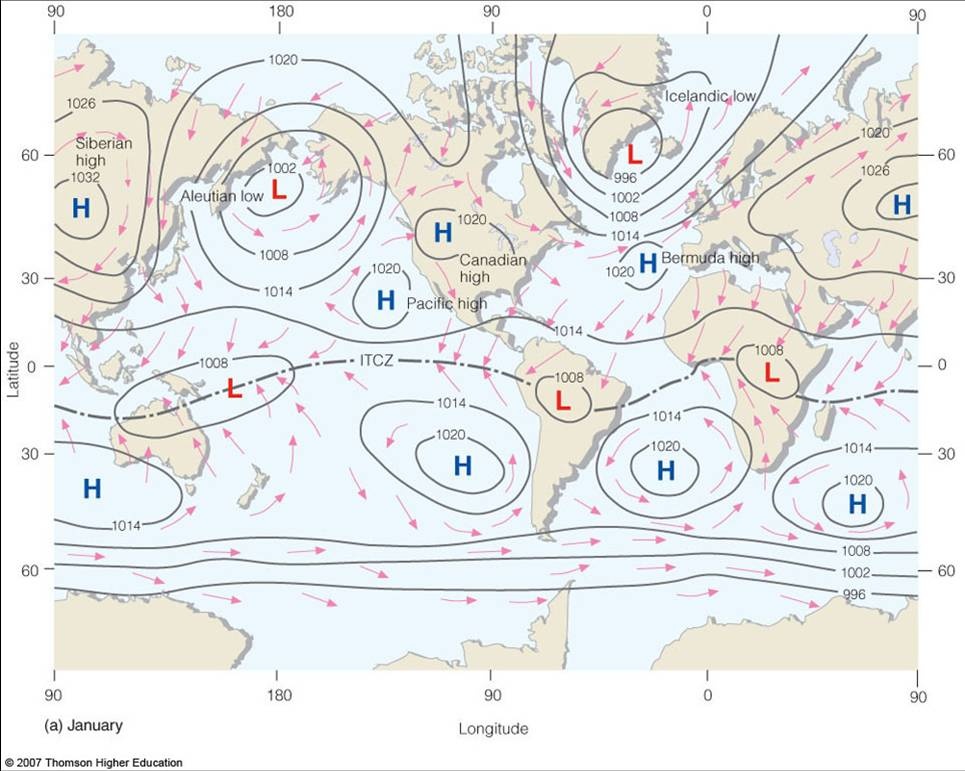 90 180 90 0 90
1020
1026
Icelandic low
Siberian
high
1020
60
L
60
1002
1026
1032
L
996
Aleutian low
1002
H
H
1008
H
1020
1014
1008
Canadian
high
H
Bermuda high
1020
1020
30
30
1014
H
Pacific high
1014
ITCZ
1008
1008
0
0
L
1008
L
L
Latitude
1014
1014
1020
1020
1014
30
30
H
H
1020
H
H
1014
1008
60
1002
60
996
90 180 90 0 90
(a) January
Longitude
© 2007 Thomson Higher Education